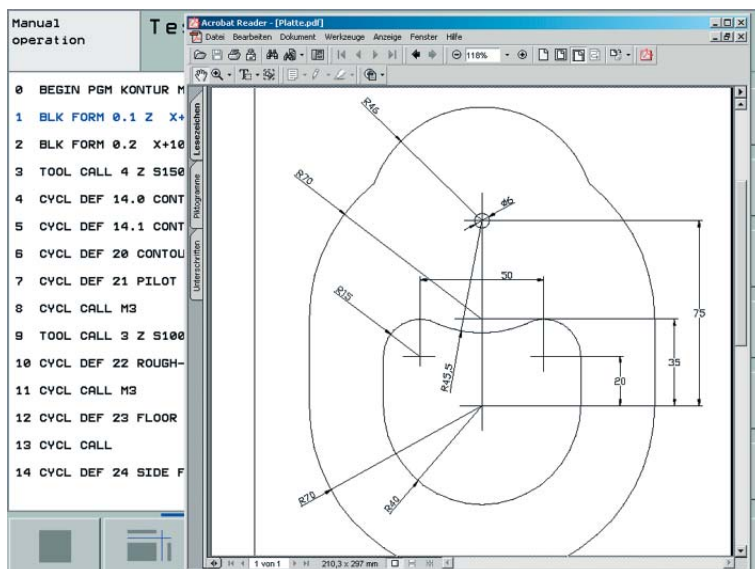 Manual
operation
Te
Acrobat Reader - [Platte.pdf]
Datei Bearbeiten Dokument Werkzeuge Anzeige Fenster Hilfe
118%
0 BEGIN PGM KONTUR M
1 BLK FORM 0.1 Z X+
2 BLK FORM 0.2 X+10
3 TOOL CALL 4 Z S150
4 CYCL DEF 14.0 CONT
5 CYCL DEF 14.1 CONT
6 CYCL DEF 20 CONTOU
7 CYCL DEF 21 PILOT
8 CYCL CALL M3
9 TOOL CALL 3 Z S100
10 CYCL DEF 22 ROUGH-
11 CYCL CALL M3
12 CYCL DEF 23 FLOOR
13 CYCL CALL
14 CYCL DEF 24 SIDE F
Lesezeichen
Piktogramme
Unterschriften
R46
R70
ø6
50
R15
75
35
20
R45,5
R70
R40
1 von 1
210,3 x 297 mm